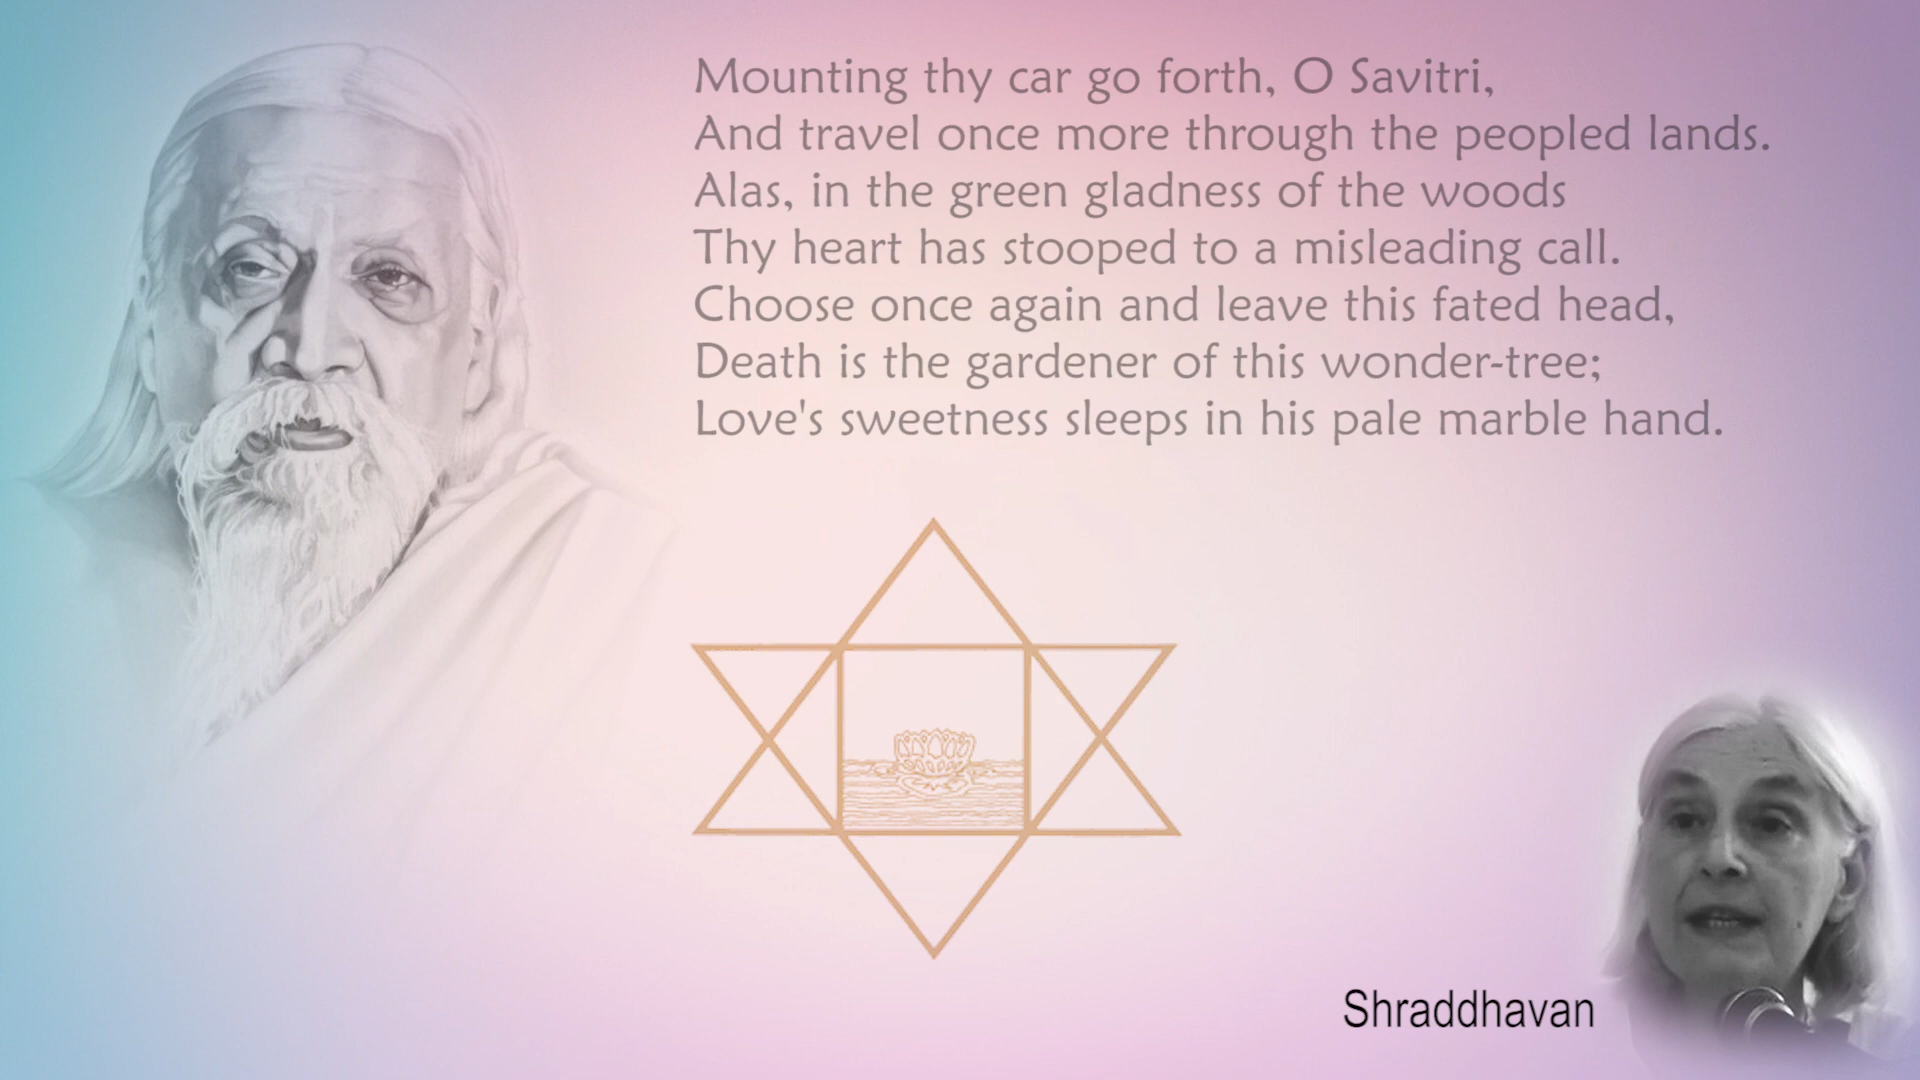 Mounting thy car go forth, O Savitri,
And travel once more through the peopled lands.
Alas, in the green gladness of the woods
Thy heart has stooped to a misleading call.
Choose once again and leave this fated head,
Death is the gardener of this wonder-tree;
Love's sweetness sleeps in his pale marble hand.
Shraddhavan